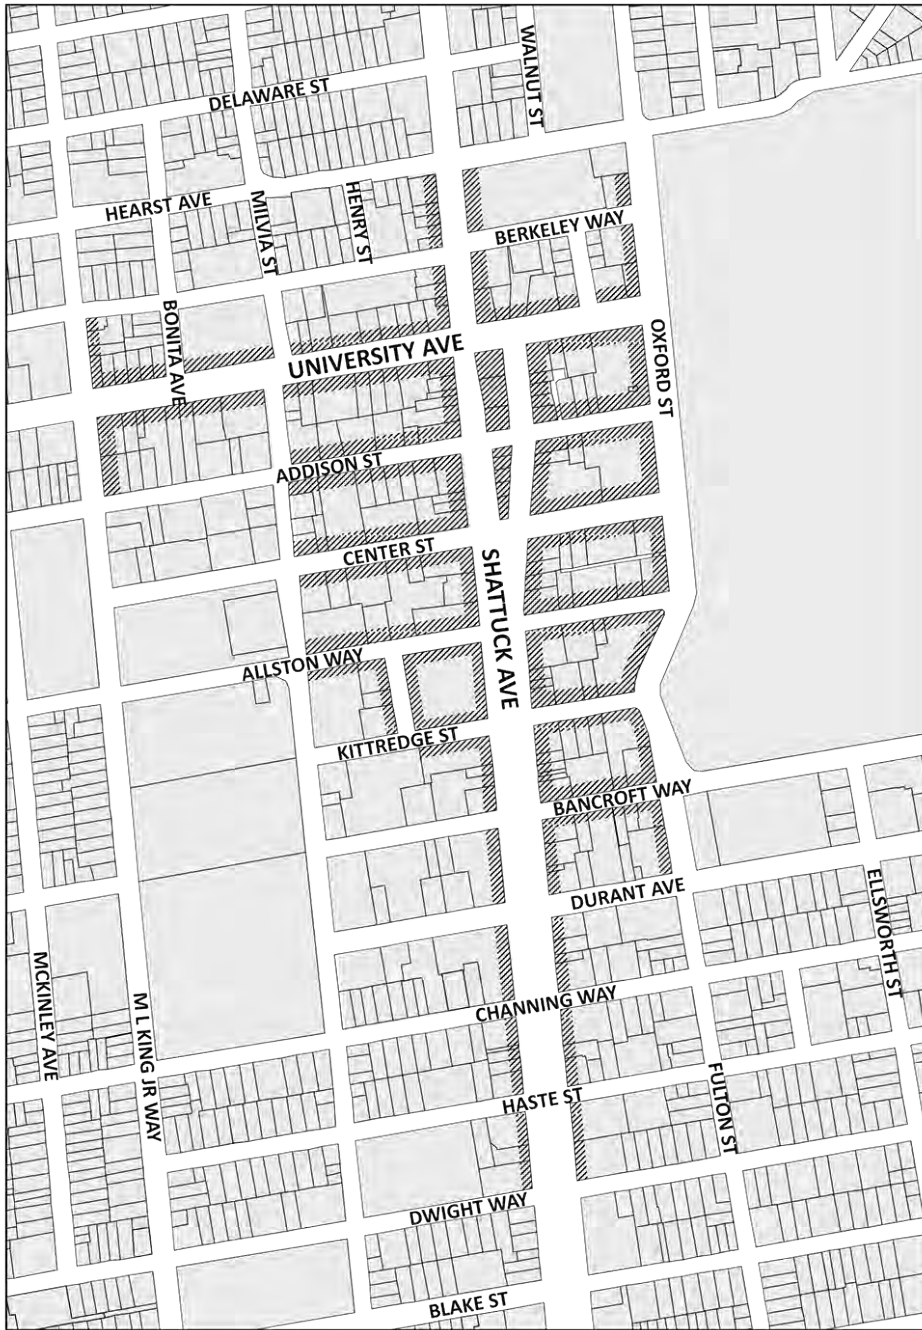 WALNUT ST
DELAWARE ST
HEARST AVE
MILVIA ST
HENRY ST
BERKELEY WAY
BONITA AVE
UNIVERSITY AVE
OXFORD ST
ADDISON ST
CENTER ST
SHATTUCK AVE
ALLSTON WAY
KITTREDGE ST
BANCROFT WAY
DURANT AVE
ELLSWORTH ST
MCKINLEY AVE
M L KING JR WAY
CHANNING WAY
HASTE ST
FULTON ST
DWIGHT WAY
BLAKE ST